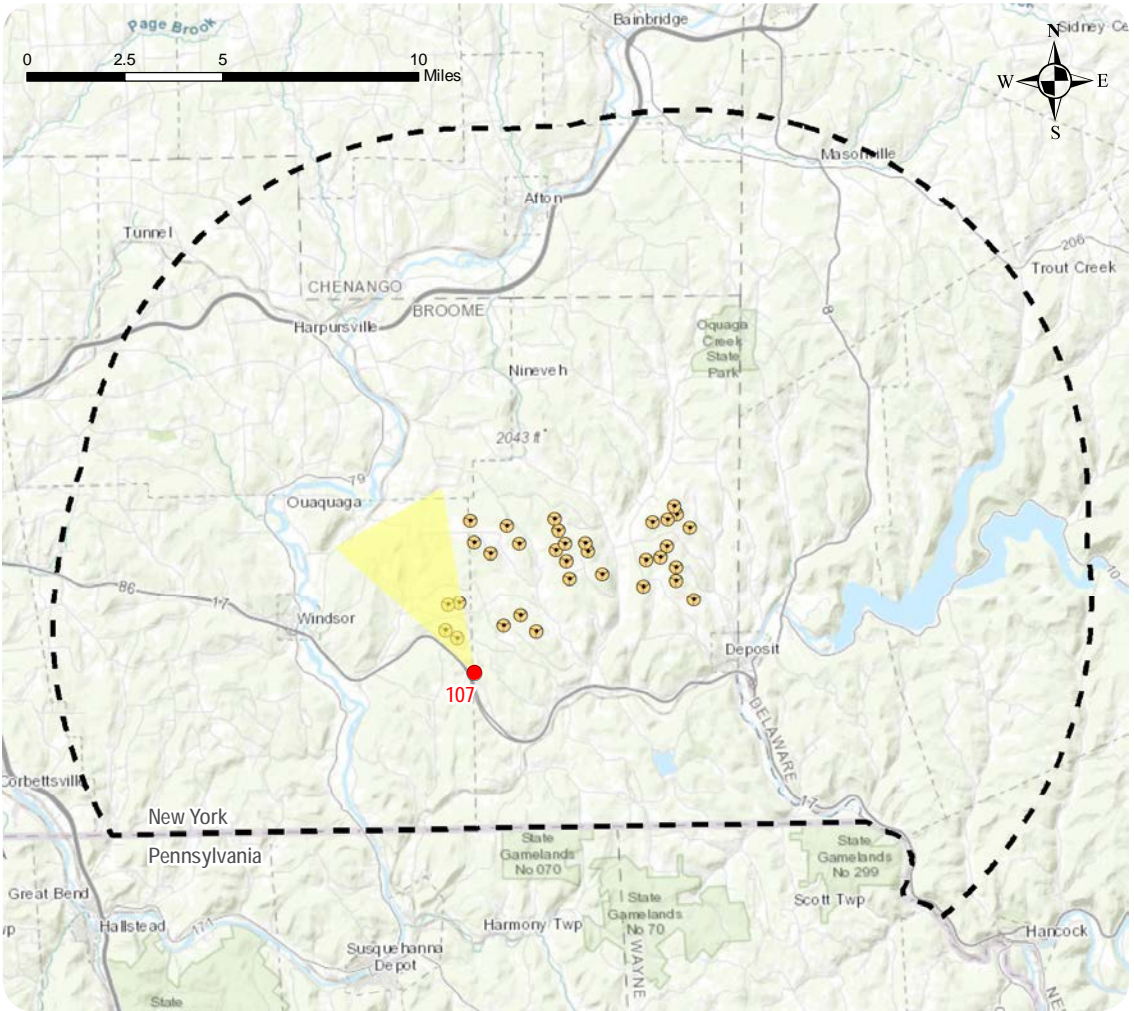 Page Brook
Bainbridge
Sidney Ce
N
W
E
S
0
2.5
5
10
Miles
Masonville
Afton
Tunnel
206
Trout Creek
CHENANGO
BROOME
8
Harpursville
Oquaga
Creek
State
Park
Nineveh
2043 ft
79
Ouaquaga
10
86
17
Windsor
Deposit
107
DELAWARE
Corbettsville
17
New York
Pennsylvania
State
Gamelands
No 070
State
Gamelands
No 299
Great Bend
State
Gamelands
No 70
Scott Twp
Hallstead
171
Harmony Twp
Hancock
Susquehanna
Depot
WAYNE
State